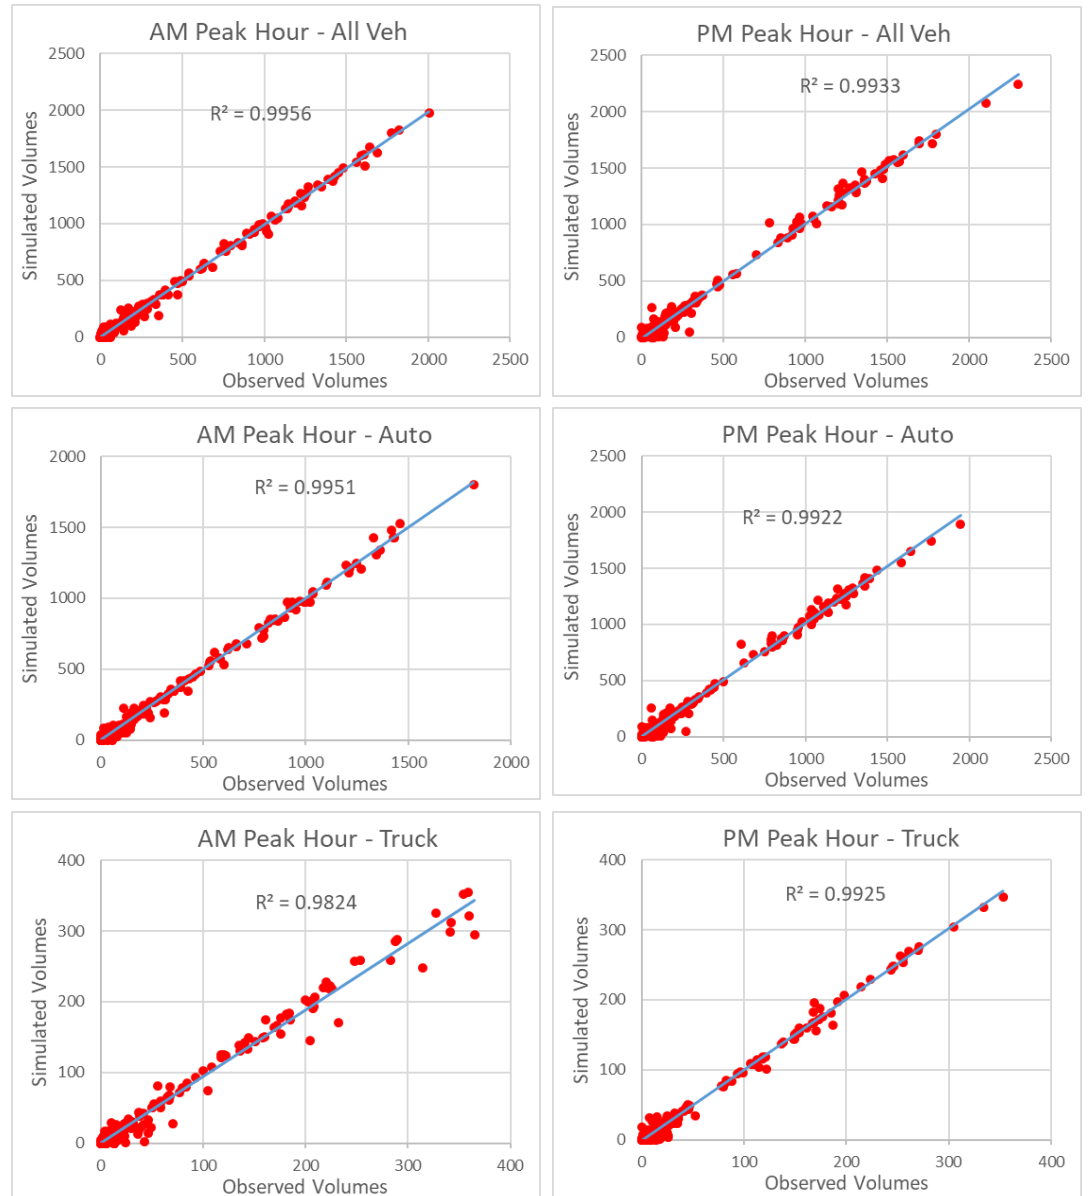 AM Peak Hour - All Veh
2500
2000
1500
1000
500
0
R² = 0.9956
Simulated Volumes
0 500 1000 1500 2000 2500
Observed Volumes
PM Peak Hour - All Veh
2500
2000
1500
1000
500
0
R² = 0.9933
Simulated Volumes
0 500 1000 1500 2000 2500
Observed Volumes
AM Peak Hour - Auto
2000
1500
1000
500
0
R² = 0.9951
Simulated Volumes
0 500 1000 1500 2000
Observed Volumes
PM Peak Hour - Auto
2500
2000
1500
1000
500
0
R² = 0.9922
Simulated Volumes
0 500 1000 1500 2000 2500
Observed Volumes
AM Peak Hour - Truck
400
300
200
100
0
R² = 0.9824
Simulated Volumes
0 100 200 300 400
Observed Volumes
PM Peak Hour - Truck
400
300
200
100
0
R² = 0.9925
Simulated Volumes
0 100 200 300 400
Observed Volumes